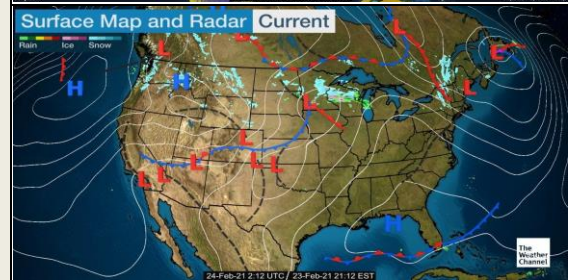 Surface Map and Radar Current
Rain Ice Snow
L
H
L
L
L
H
H
L
L
L
L
L
L
L
L
H
The
Weather
Channel
24-Feb-21 2:12 UTC / 23-Feb-21 21:12 EST